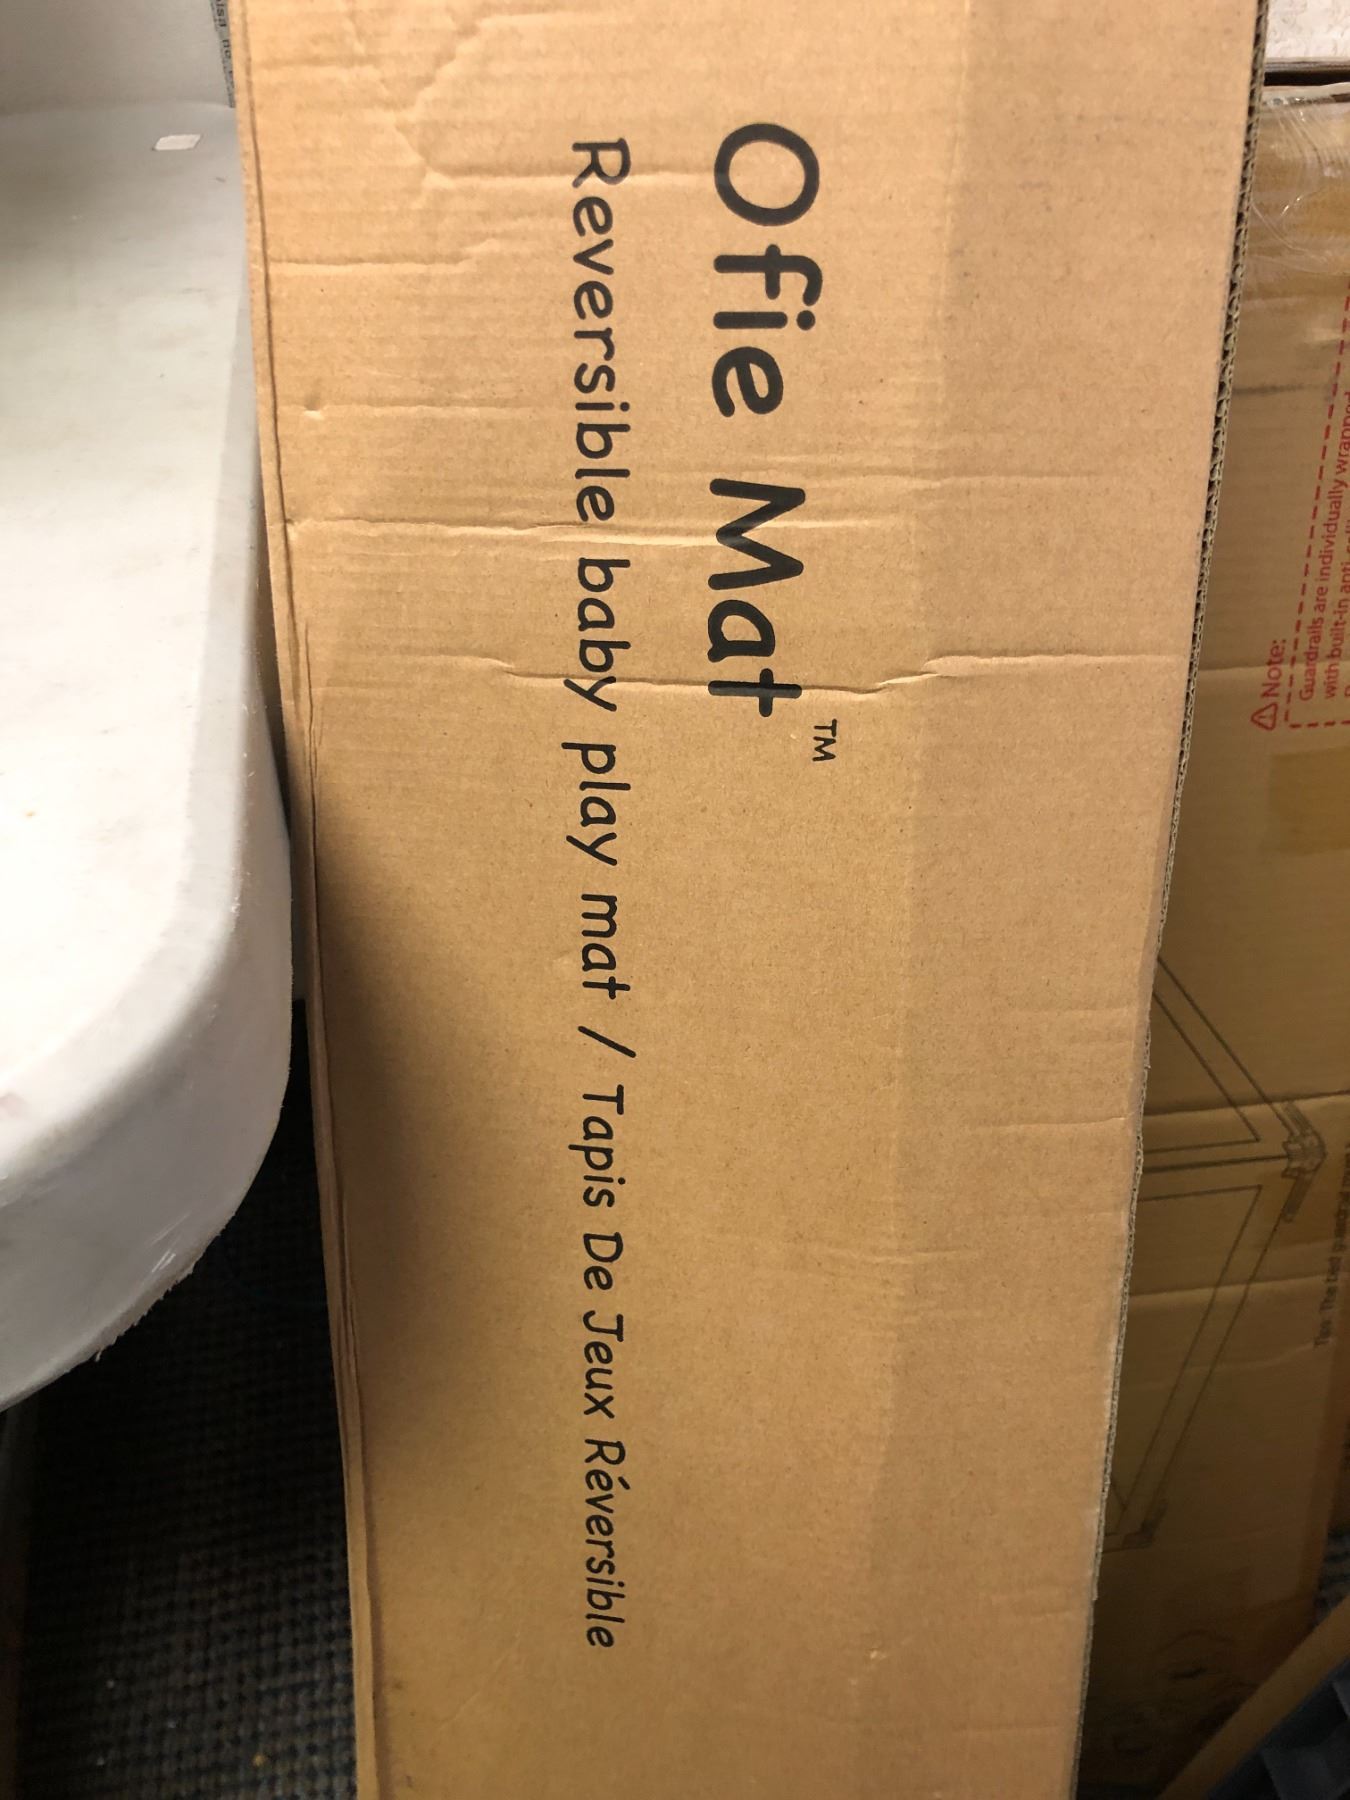 Ofie Mat™
Reversible baby play mat / Tapis De Jeux Réversible
⚠ Note:
Guardrails are individually wrapped
with built-in anti